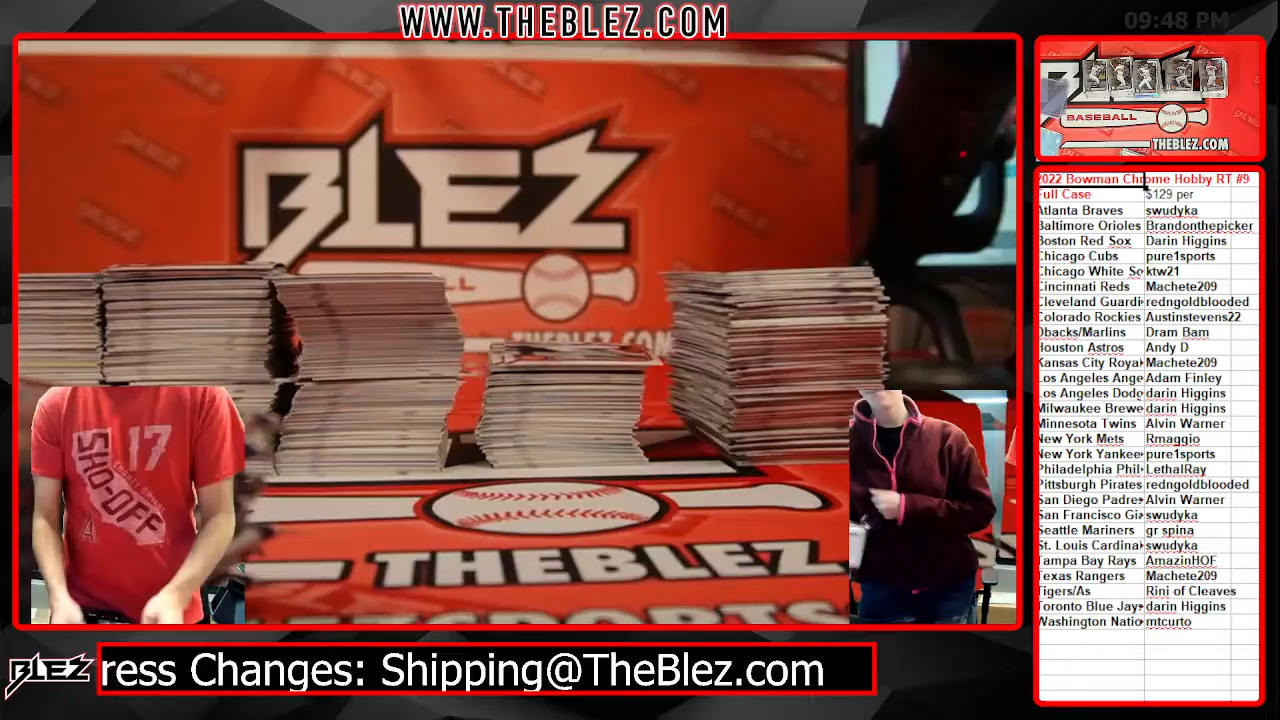 WWW.THEBLEZ.COM
09:48 PM
BLEZ
THEBLEZ.COM
BASEBALL
THEBLEZ.COM
17
SHO-OFF
A
THEBLEZ
2022 Bowman Chrome Hobby RT #9
Full Case $129 per
Atlanta Braves swudyka
Baltimore Orioles Brandonthepicker
Boston Red Sox Darin Higgins
Chicago Cubs pure1sports
Chicago White So ktw21
Cincinnati Reds Machete209
Cleveland Guardi redngoldblooded
Colorado Rockies Austinstevens22
Dbacks/Marlins Dram Bam
Houston Astros Andy D
Kansas City Roya Machete209
Los Angeles Ange Adam Finley
Los Angeles Dodg darin Higgins
Milwaukee Brewe darin Higgins
Minnesota Twins Alvin Warner
New York Mets Rmaggio
New York Yankee pure1sports
Philadelphia Phil LethalRay
Pittsburgh Pirates redngoldblooded
San Diego Padre Alvin Warner
San Francisco Gi swudyka
Seattle Mariners gr spina
St. Louis Cardina swudyka
Tampa Bay Rays AmazinHOF
Texas Rangers Machete209
Tigers/As Rini of Cleaves
Toronto Blue Jay darin Higgins
Washington Natio mtcurto
BLEZ
ress Changes: Shipping@TheBlez.com